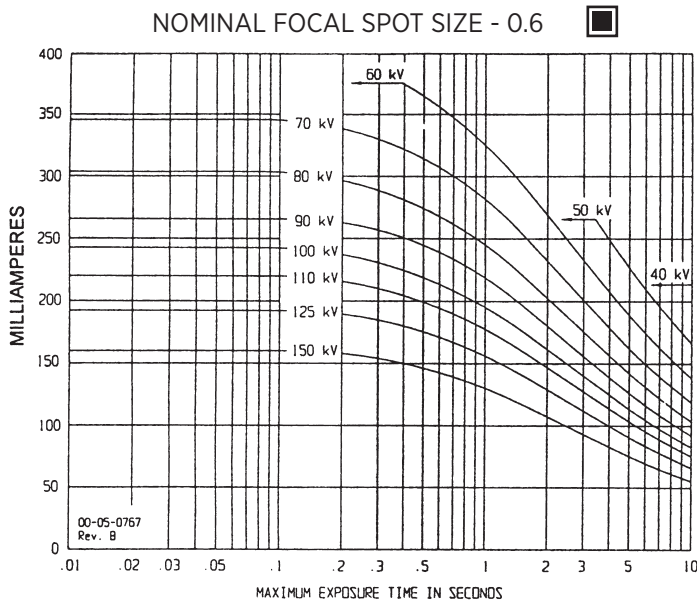 NOMINAL FOCAL SPOT SIZE - 0.6
400
350
300
250
200
150
100
50
0
MILLIAMPERES
60 kV
70 kV
80 kV
90 kV
100 kV
110 kV
125 kV
150 kV
50 kV
40 kV
00-05-0767
Rev. B
.01 .02 .03 .05 .1 .2 .3 .5 1 2 3 5 10
MAXIMUM EXPOSURE TIME IN SECONDS